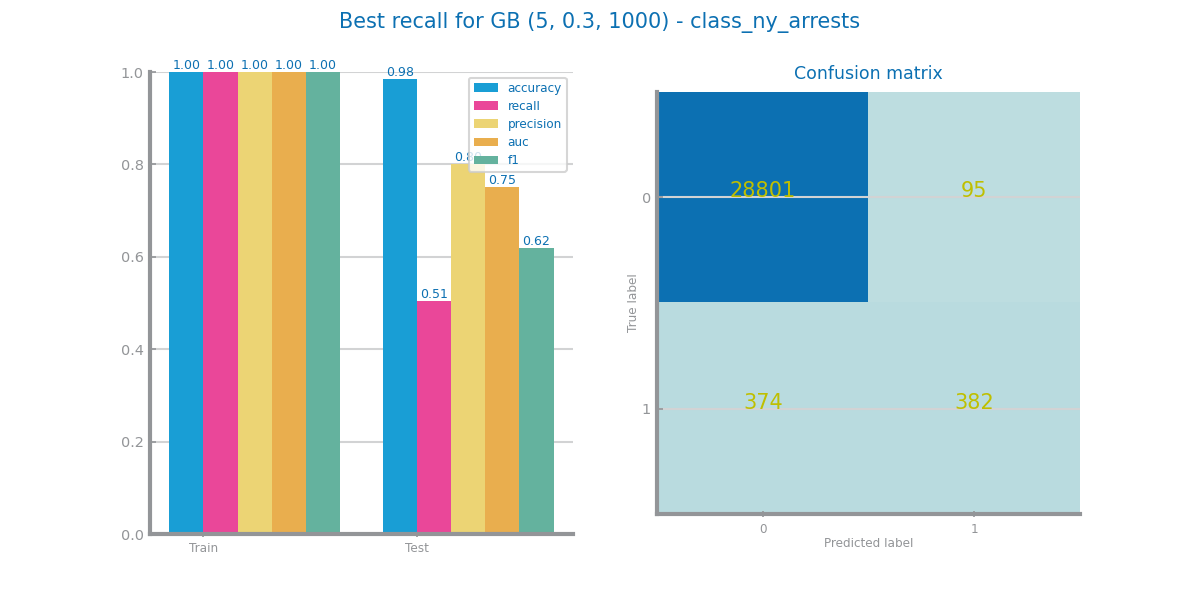 Best recall for GB (5, 0.3, 1000) - class_ny_arrests
1.00 1.00 1.00 1.00 1.00
0.98
0.80
0.75
0.62
0.51
accuracy
recall
precision
auc
f1
1.0
0.8
0.6
0.4
0.2
0.0
Train Test
Confusion matrix
28801 95
374 382
True label
0
1
0 1
Predicted label